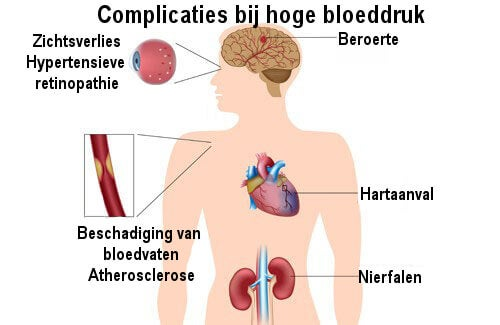 Complicaties bij hoge bloeddruk
Zichtsverlies
Hypertensieve
retinopathie
Beroerte
Hartaanval
Beschadiging van
bloedvaten
Atherosclerose
Nierfalen